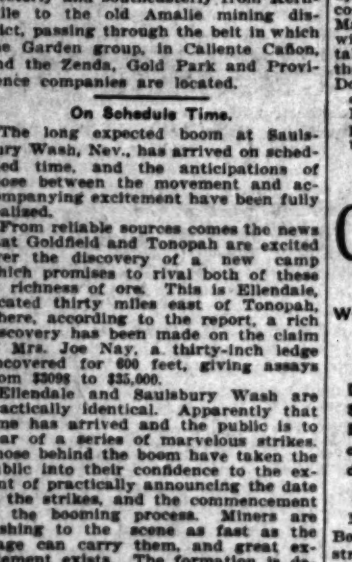 ile to the old Amalie mining dis-
ict, passing through the belt in which
e Garden group, in Caliente Cañon,
nd the Zenda, Gold Park and Provi-
ence companies are located.
On Schedule Time.
The long expected boom at Sauls-
ury Wash, Nev., has arrived on sched-
ed time, and the anticipations of
ose between the movement and ac-
ompanying excitement have been fully
alized.
From reliable sources comes the news
at Goldfield and Tonopah are excited
er the discovery of a new camp
hich promises to rival both of these
richness of ore. This is Ellendale,
cated thirty miles east of Tonopah,
here, according to the report, a rich
scovery has been made on the claim
Mrs. Joe Nay, a thirty-inch ledge
ncovered for 600 feet, giving assays
om $3098 to $35,000.
Ellendale and Saulsbury Wash are
actically identical. Apparently that
me has arrived and the public is to
ar of a series of marvelous strikes.
hose behind the boom have taken the
ublic into their confidence to the ex-
nt of practically announcing the date
the strikes, and the commencement
the booming process. Miners are
shing to the scene as fast as the
age can carry them, and great ex-
tement exists. The formation is de-